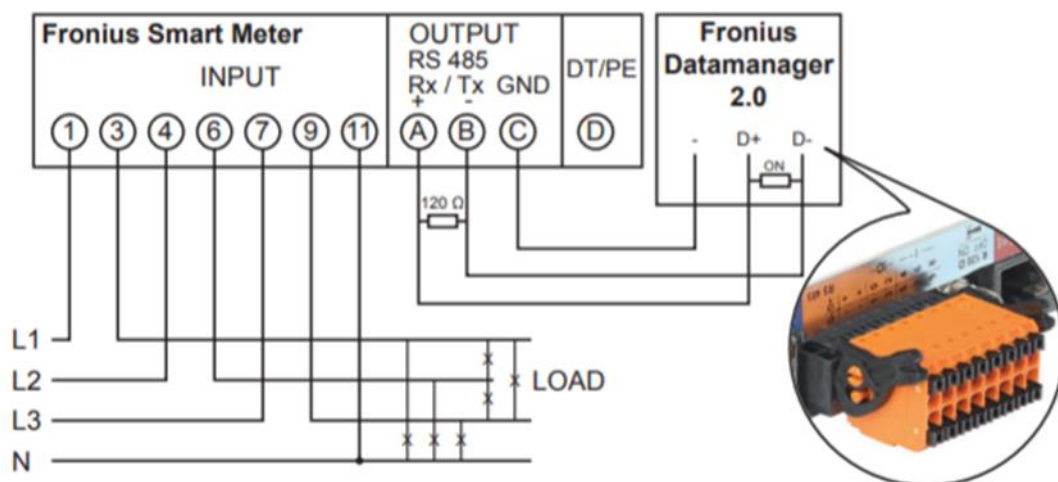 Fronius Smart Meter
INPUT
1 3 4 6 7 9 11
OUTPUT
RS 485
Rx / Tx GND
+ -
A B C
DT/PE
D
Fronius
Datamanager
2.0
- D+ D-
ON
120 Ω
L1
L2
L3
N
LOAD